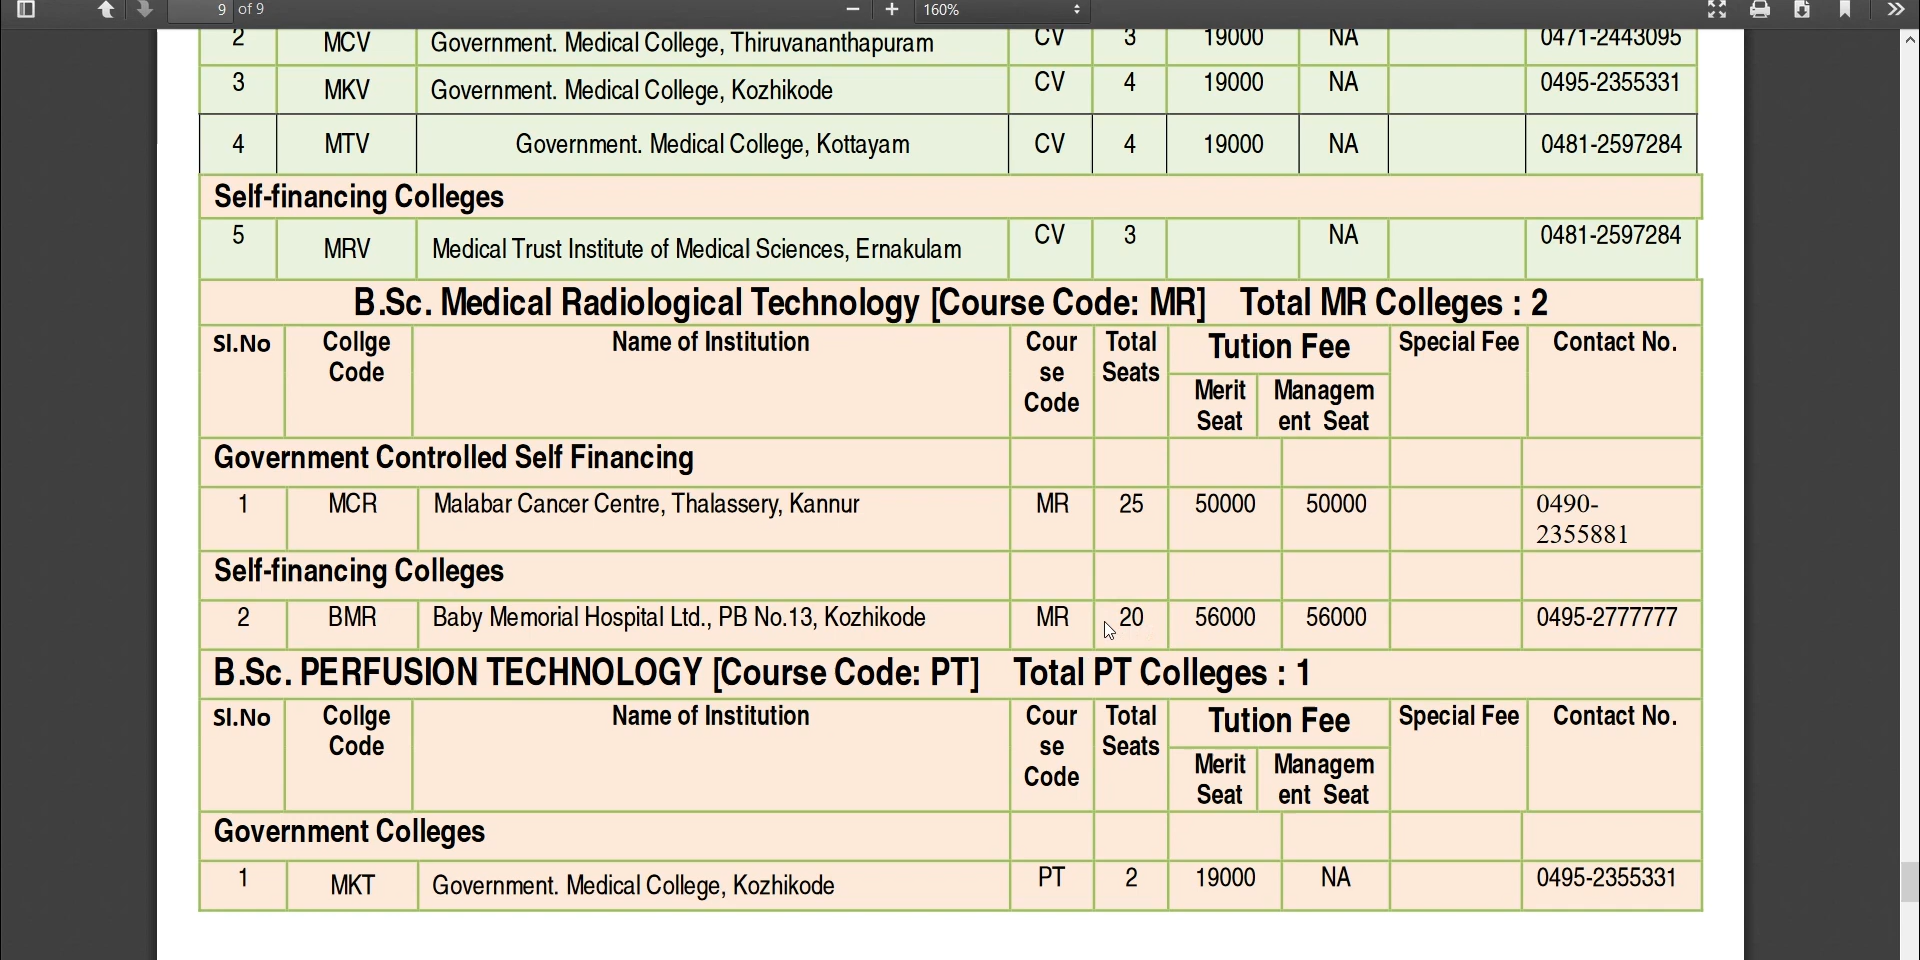 9 of 9 160%
2 MCV Government. Medical College, Thiruvananthapuram CV 3 19000 NA 0471-2443095
3 MKV Government. Medical College, Kozhikode CV 4 19000 NA 0495-2355331
4 MTV Government. Medical College, Kottayam CV 4 19000 NA 0481-2597284
Self-financing Colleges
5 MRV Medical Trust Institute of Medical Sciences, Ernakulam CV 3 NA 0481-2597284
B.Sc. Medical Radiological Technology [Course Code: MR] Total MR Colleges : 2
Sl.No Collge Name of Institution Cour Total Tution Fee Special Fee Contact No.
Code se Seats
Code Merit Managem
Seat ent Seat
Government Controlled Self Financing
1 MCR Malabar Cancer Centre, Thalassery, Kannur MR 25 50000 50000 0490-
2355881
Self-financing Colleges
2 BMR Baby Memorial Hospital Ltd., PB No.13, Kozhikode MR 20 56000 56000 0495-2777777
B.Sc. PERFUSION TECHNOLOGY [Course Code: PT] Total PT Colleges : 1
Sl.No Collge Name of Institution Cour Total Tution Fee Special Fee Contact No.
Code se Seats
Code Merit Managem
Seat ent Seat
Government Colleges
1 MKT Government. Medical College, Kozhikode PT 2 19000 NA 0495-2355331